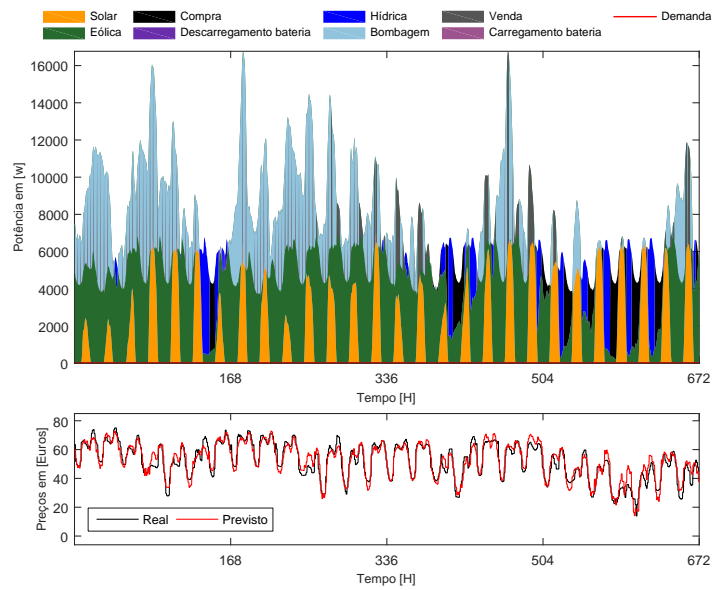 Solar Compra Hídrica Venda Demanda
Eólica Descarregamento bateria Bombagem Carregamento bateria
16000
14000
12000
10000
8000
6000
4000
2000
0
Potência em [w]
168 336 504 672
Tempo [H]
80
60
40
20
0
Preços em [Euros]
Real Previsto
168 336 504 672
Tempo [H]